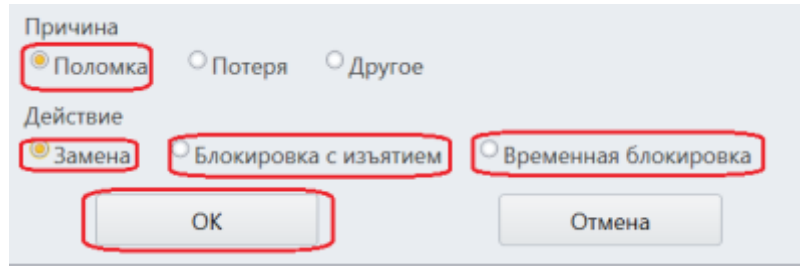 Причина
Поломка Потеря Другое
Действие
Замена Блокировка с изъятием Временная блокировка
ОК Отмена